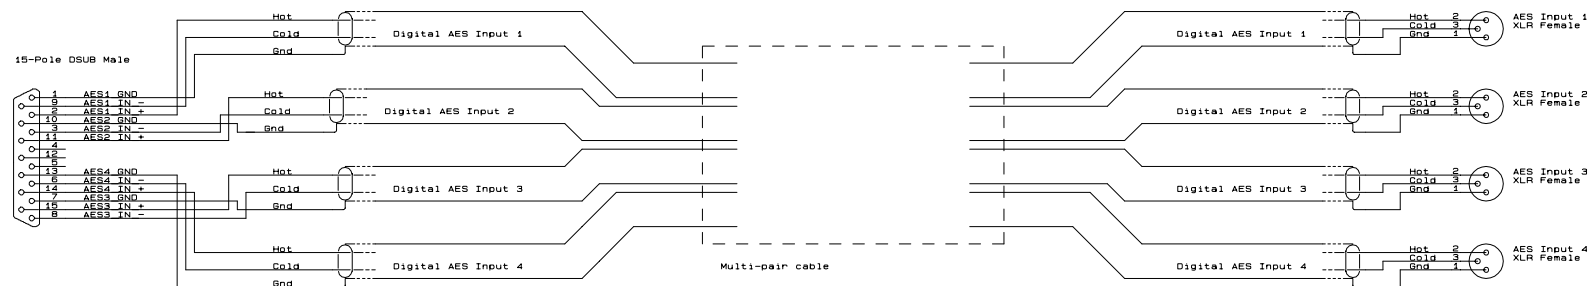 15-Pole DSUB Male
1 AES1 GND
9 AES1 IN -
2 AES1 IN +
10 AES2 GND
3 AES2 IN -
11 AES2 IN +
4
12
5
13 AES4 GND
6 AES4 IN -
14 AES4 IN +
7 AES3 GND
15 AES3 IN +
8 AES3 IN -
Hot
Cold
Gnd
Digital AES Input 1
Hot
Cold
Gnd
Digital AES Input 2
Hot
Cold
Gnd
Digital AES Input 3
Hot
Cold
Gnd
Digital AES Input 4
Multi-pair cable
Digital AES Input 1
Hot 2
Cold 3
Gnd 1
AES Input 1
XLR Female
Digital AES Input 2
Hot 2
Cold 3
Gnd 1
AES Input 2
XLR Female
Digital AES Input 3
Hot 2
Cold 3
Gnd 1
AES Input 3
XLR Female
Digital AES Input 4
Hot 2
Cold 3
Gnd 1
AES Input 4
XLR Female